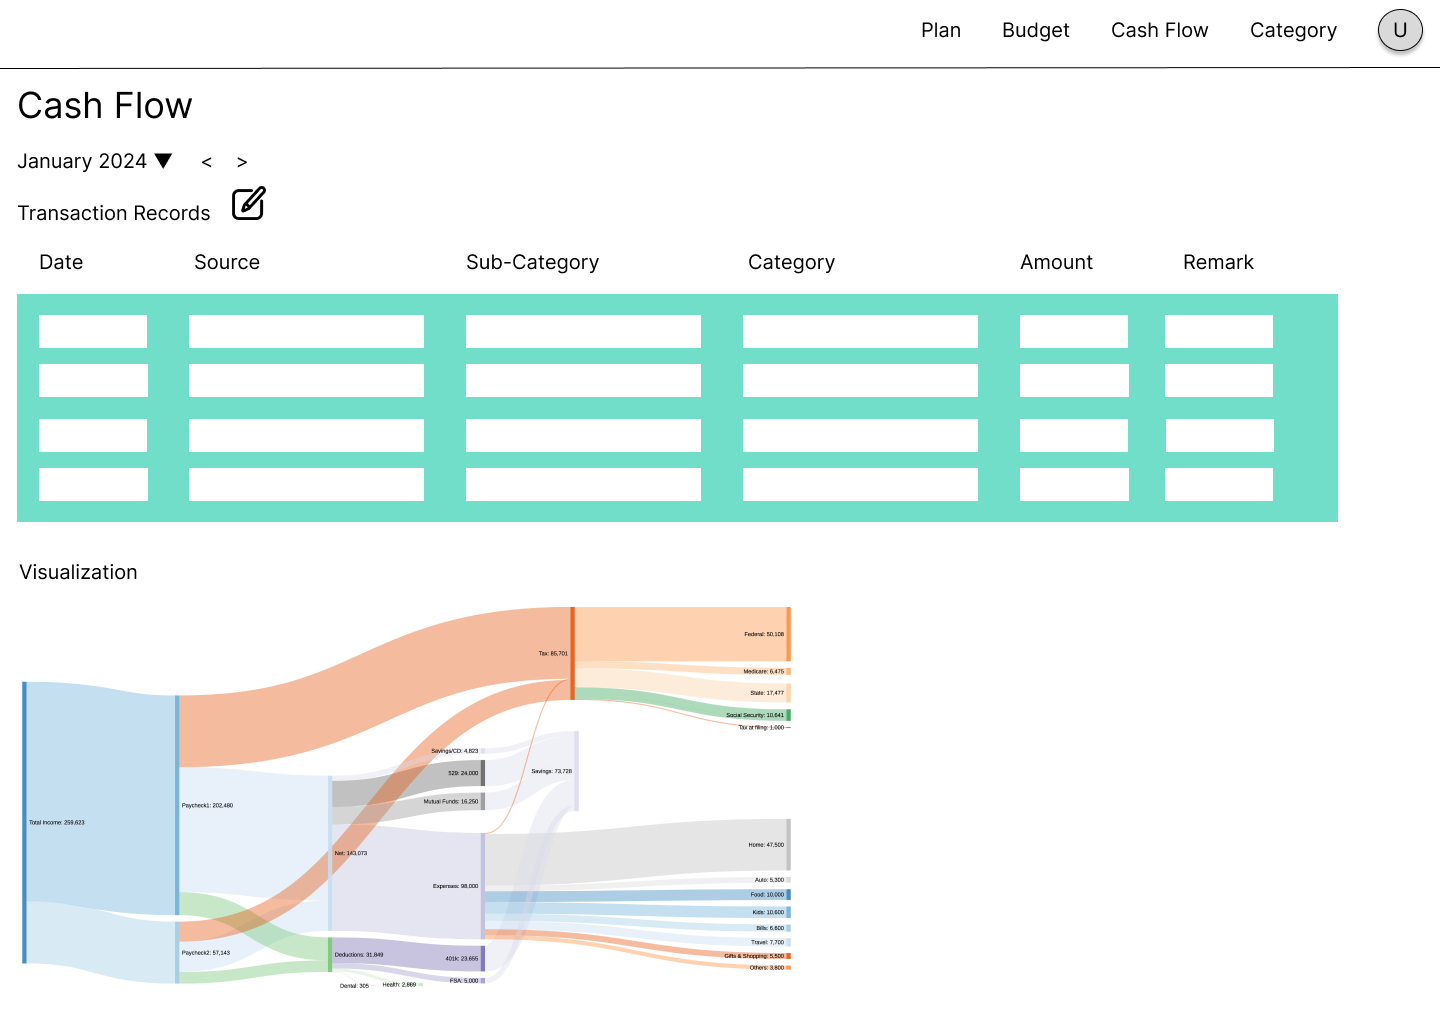 Plan Budget Cash Flow Category U
Cash Flow
January 2024 ▼ < >
Transaction Records
Date Source Sub-Category Category Amount Remark
Visualization
Federal: 50,108
Tax: 85,701
Medicare: 6,475
State: 17,477
Social Security: 10,641
Tax at filing: 1,000
Savings/CD: 4,823
529: 24,000
Savings: 73,728
Mutual Funds: 16,250
Paycheck1: 202,480
Total Income: 259,623
Home: 47,500
Net: 143,073
Auto: 5,300
Expenses: 98,000
Food: 10,000
Kids: 10,600
Bills: 6,600
Travel: 7,700
Paycheck2: 57,143
Deductions: 31,849
Gifts & Shopping: 5,500
401k: 23,655
Others: 3,800
FSA: 5,000
Health: 2,889
Dental: 305